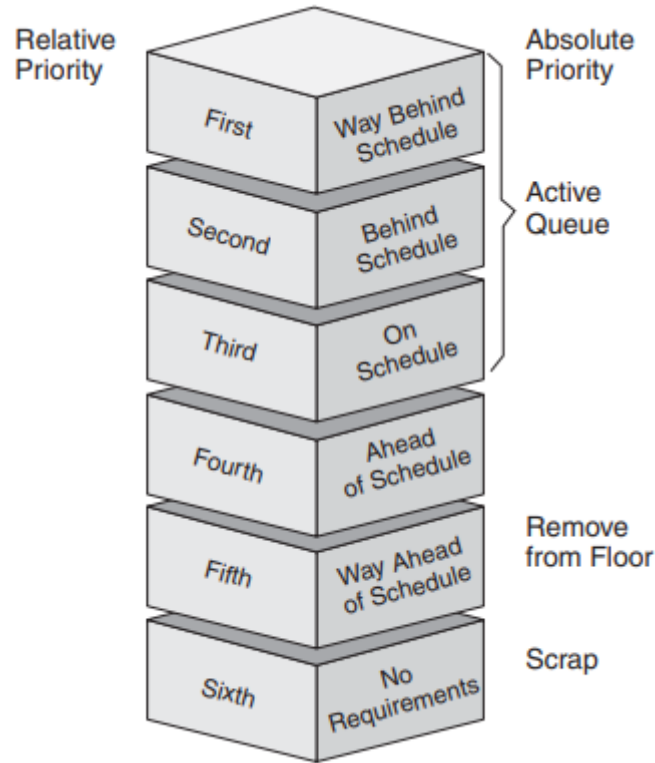 Relative
Priority
Absolute
Priority
First
Way Behind
Schedule
Second
Behind
Schedule
Active
Queue
Third
On
Schedule
Fourth
Ahead
of Schedule
Fifth
Way Ahead
of Schedule
Remove
from Floor
Sixth
No
Requirements
Scrap